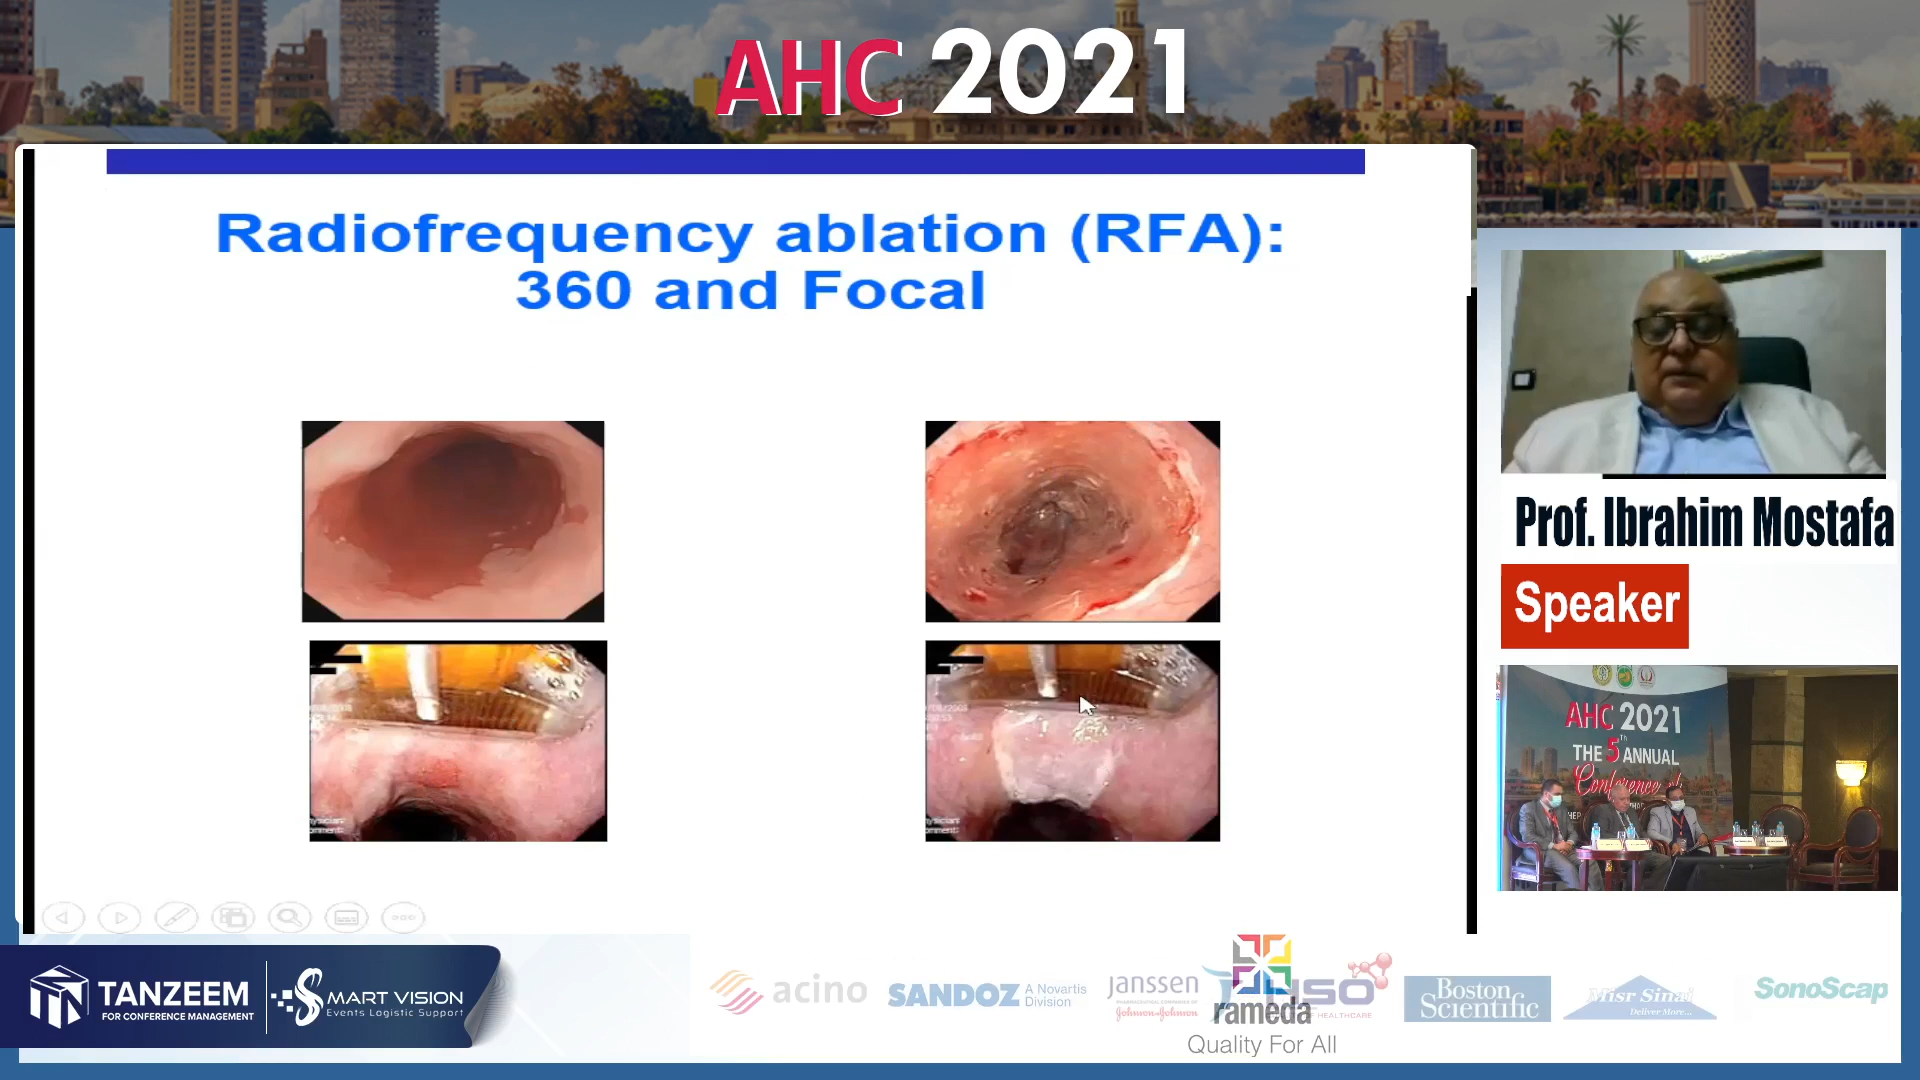 AHC 2021
Radiofrequency ablation (RFA):
360 and Focal
Prof. Ibrahim Mostafa
Speaker
AHC 2021
THE 5Th ANNUAL
Conference of
TANZEEM
FOR CONFERENCE MANAGEMENT
SMART VISION
Events Logistic Support
acino
SANDOZ A Novartis
Division
janssen
PHARMACEUTICAL COMPANIES OF
Johnson-Johnson
rameda
Quality For All
OF HEALTHCARE
Boston
Scientific
Misr Sinai
Deliver More...
SonoScap